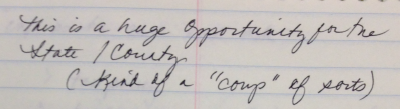 this is a huge opportunity for the
State / County
(Kind of a "coup" of sorts)